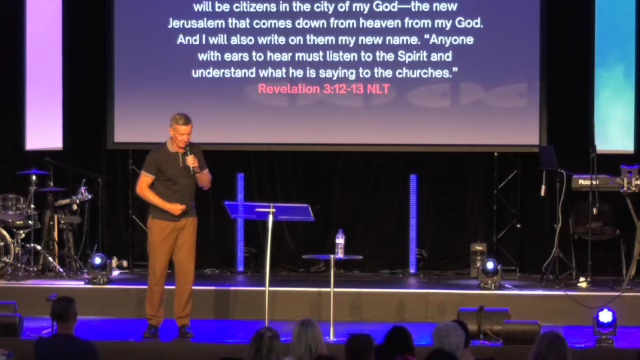 will be citizens in the city of my God—the new
Jerusalem that comes down from heaven from my God.
And I will also write on them my new name. “Anyone
with ears to hear must listen to the Spirit and
understand what he is saying to the churches.”
Revelation 3:12-13 NLT
Roland